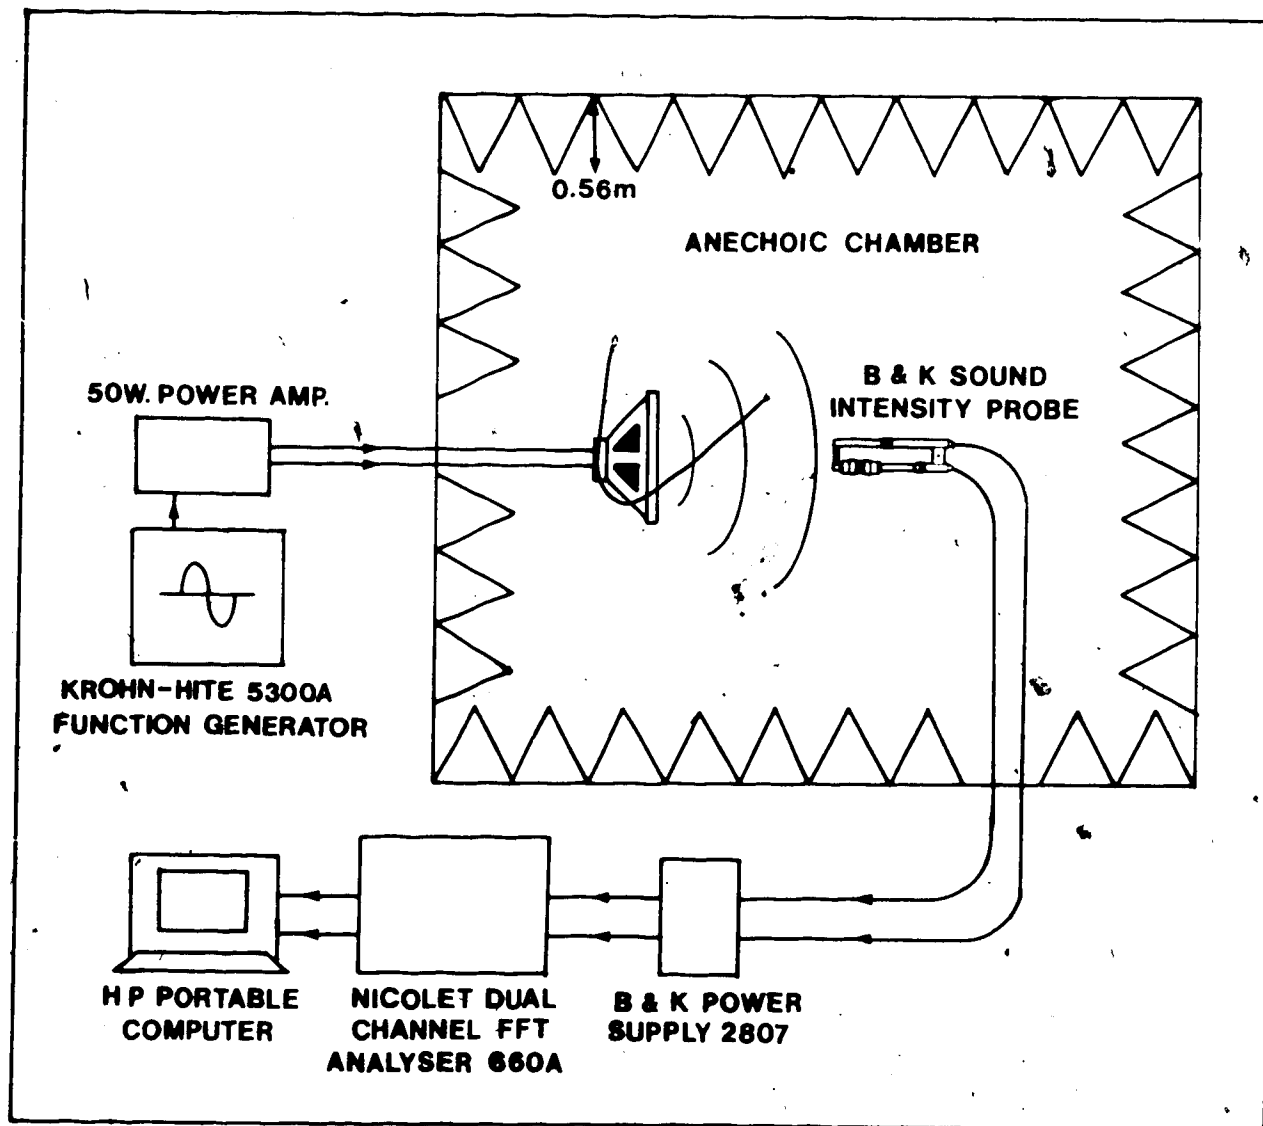 0.56m
ANECHOIC CHAMBER
50W. POWER AMP.
B & K SOUND
INTENSITY PROBE
KROHN-HITE 5300A
FUNCTION GENERATOR
H P PORTABLE
COMPUTER
NICOLET DUAL
CHANNEL FFT
ANALYSER 660A
B & K POWER
SUPPLY 2807